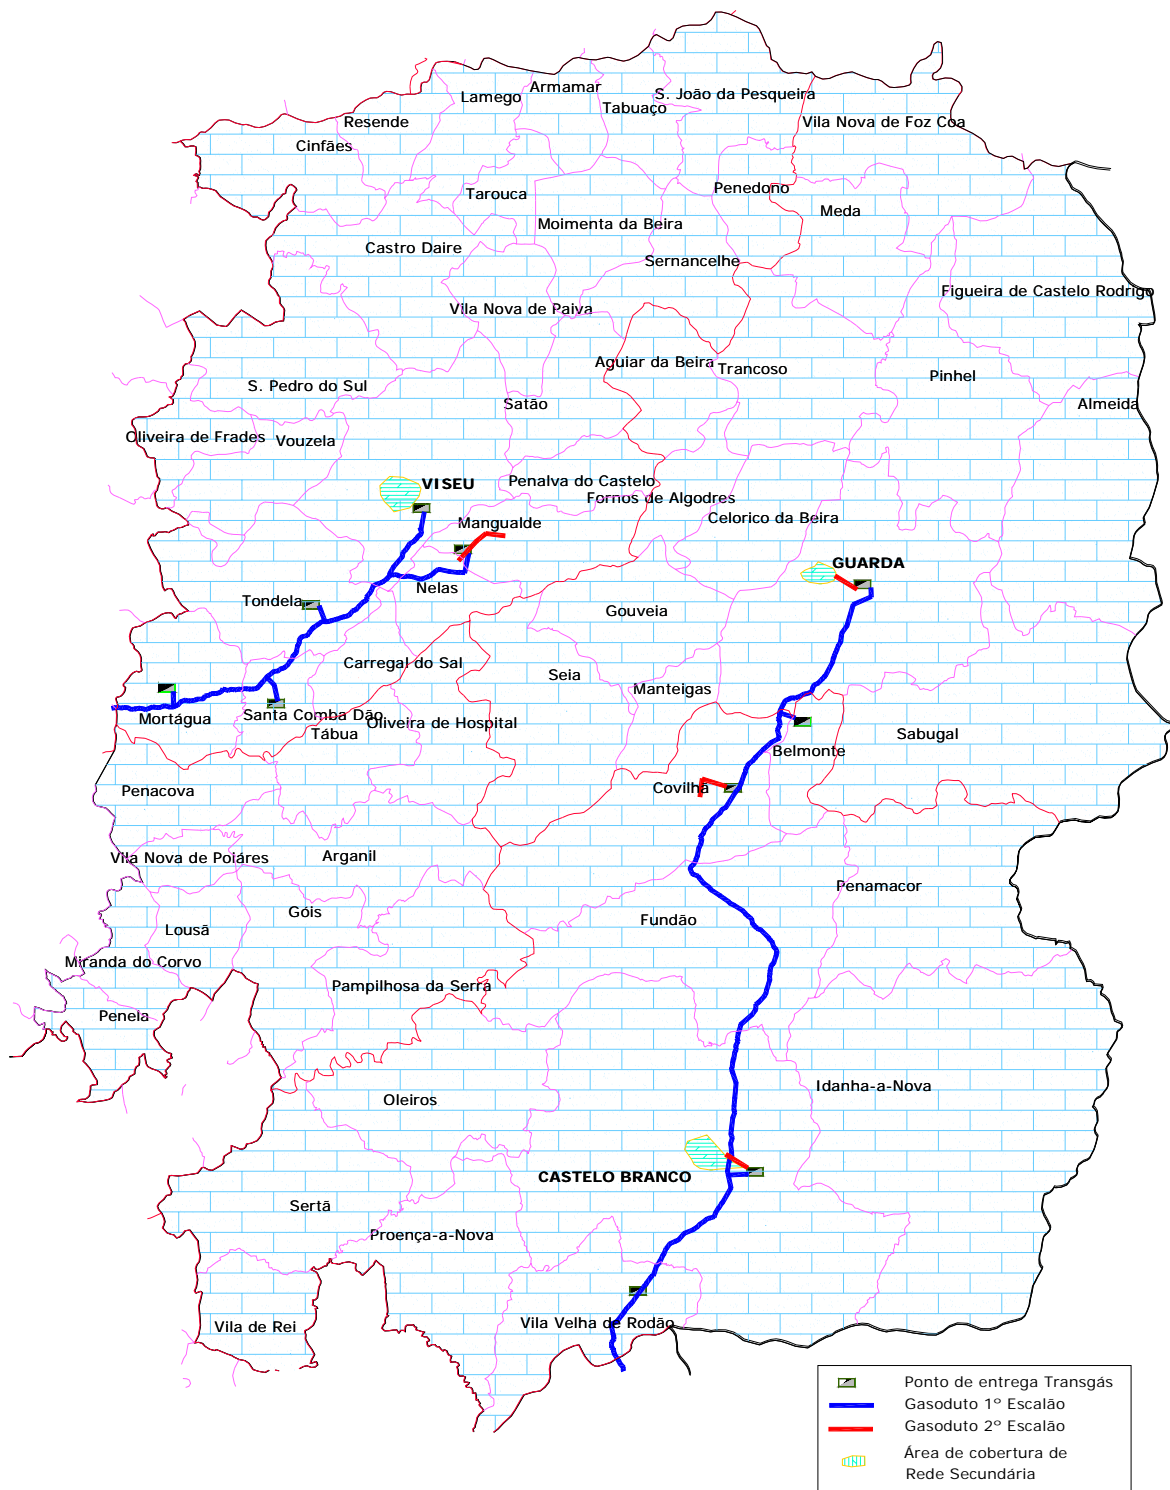 Armamar
Lamego
S. João da Pesqueira
Tabuaço
Resende
Vila Nova de Foz Coa
Cinfães
Penedono
Tarouca
Meda
Moimenta da Beira
Castro Daire
Sernancelhe
Figueira de Castelo Rodrigo
Vila Nova de Paiva
Aguiar da Beira
Trancoso
Pinhel
S. Pedro do Sul
Satão
Almeida
Oliveira de Frades
Vouzela
VISEU
Penalva do Castelo
Fornos de Algodres
Celorico da Beira
Mangualde
GUARDA
Nelas
Tondela
Gouveia
Carregal do Sal
Seia
Manteigas
Mortágua
Santa Comba Dão
Oliveira de Hospital
Tábua
Sabugal
Belmonte
Covilhã
Penacova
Vila Nova de Poiáres
Arganil
Penamacor
Góis
Fundão
Lousã
Miranda do Corvo
Pampilhosa da Serra
Penela
Idanha-a-Nova
Oleiros
CASTELO BRANCO
Sertã
Proença-a-Nova
Vila de Rei
Vila Velha de Rodão
Ponto de entrega Transgás
Gasoduto 1º Escalão
Gasoduto 2º Escalão
Área de cobertura de
Rede Secundária